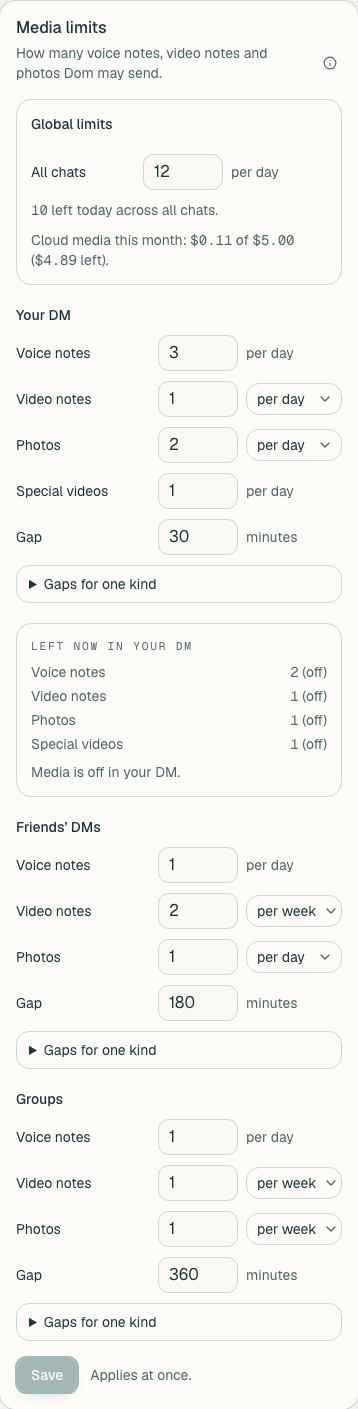 Media limits
How many voice notes, video notes and
photos Dom may send.
Global limits
All chats 12 per day
10 left today across all chats.
Cloud media this month: $0.11 of $5.00
($4.89 left).
Your DM
Voice notes 3 per day
Video notes 1 per day
Photos 2 per day
Special videos 1 per day
Gap 30 minutes
Gaps for one kind
LEFT NOW IN YOUR DM
Voice notes 2 (off)
Video notes 1 (off)
Photos 1 (off)
Special videos 1 (off)
Media is off in your DM.
Friends’ DMs
Voice notes 1 per day
Video notes 2 per week
Photos 1 per day
Gap 180 minutes
Gaps for one kind
Groups
Voice notes 1 per day
Video notes 1 per week
Photos 1 per week
Gap 360 minutes
Gaps for one kind
Save Applies at once.